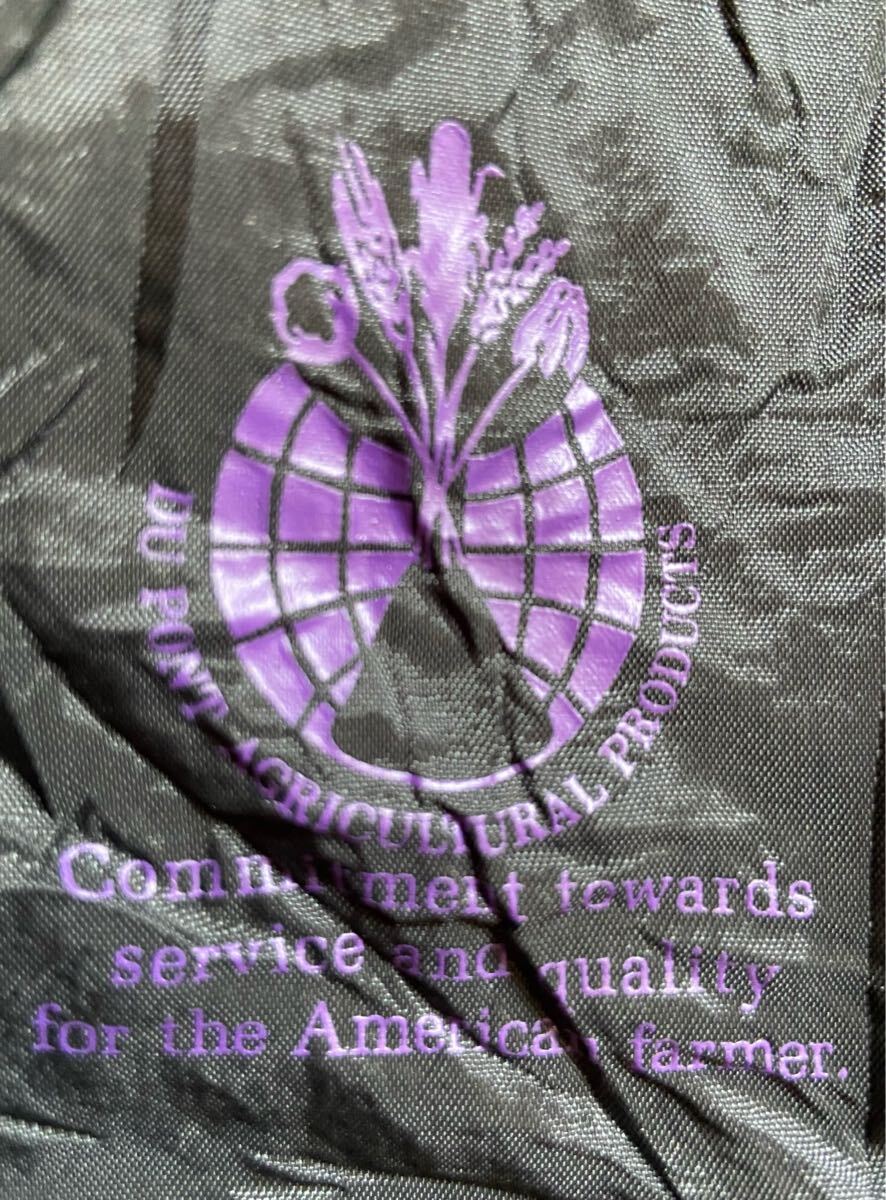 DU PONT AGRICULTURAL PRODUCTS
Commitment towards
service and quality
for the American farmer.